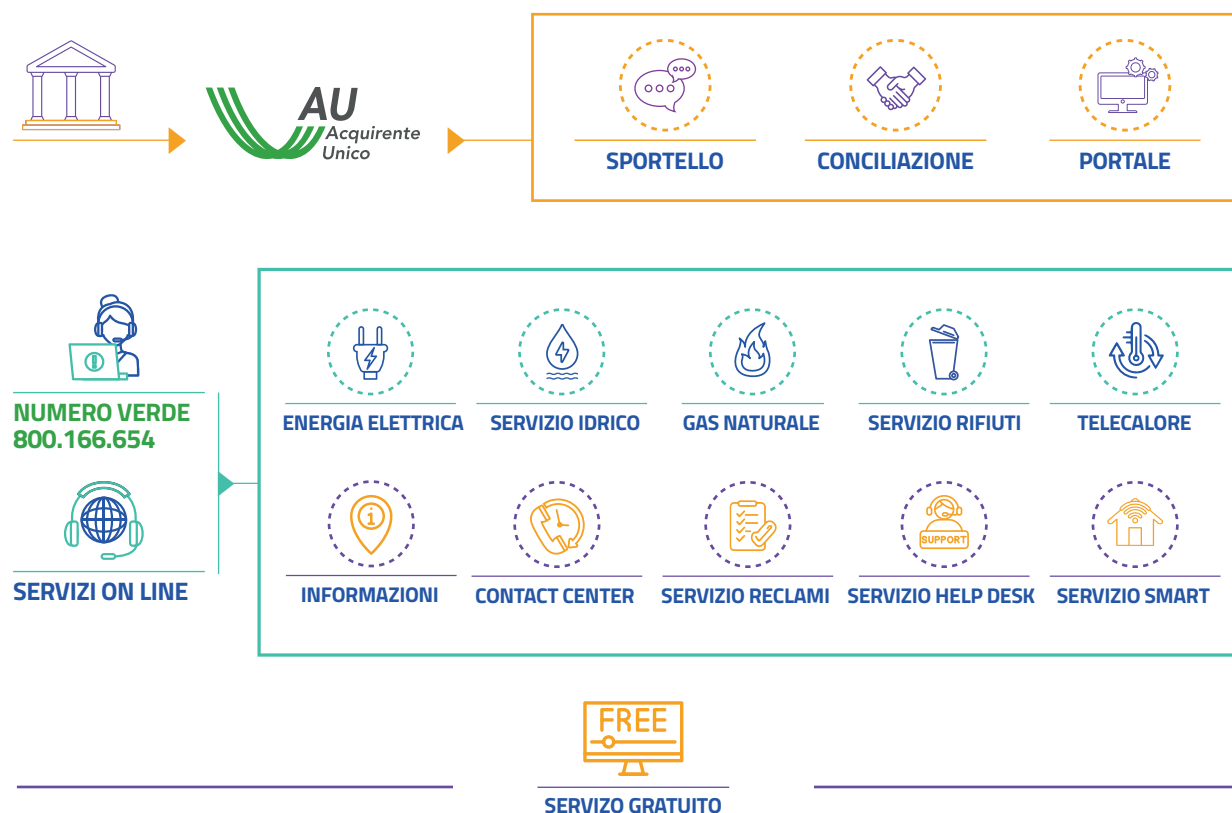 AU
Acquirente
Unico
SPORTELLO
CONCILIAZIONE
PORTALE
NUMERO VERDE
800.166.654
SERVIZI ON LINE
ENERGIA ELETTRICA
SERVIZIO IDRICO
GAS NATURALE
SERVIZIO RIFIUTI
TELECALORE
i
INFORMAZIONI
CONTACT CENTER
SERVIZIO RECLAMI
SUPPORT
SERVIZIO HELP DESK
SERVIZIO SMART
FREE
SERVIZO GRATUITO